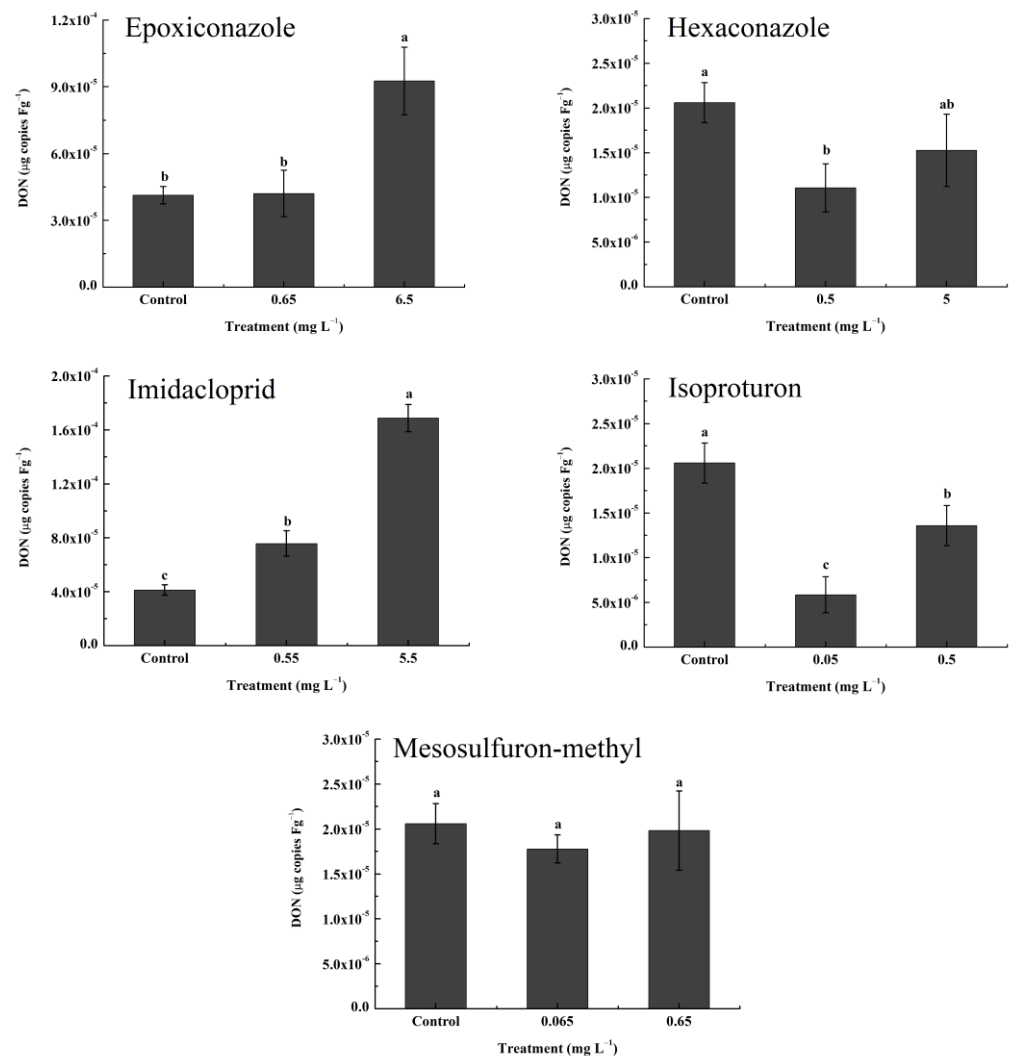 Epoxiconazole
DON (µg copies Fg⁻¹)
1.2x10⁻⁴
9.0x10⁻⁵
6.0x10⁻⁵
3.0x10⁻⁵
0.0
b
b
a
Control 0.65 6.5
Treatment (mg L⁻¹)
Hexaconazole
DON (µg copies Fg⁻¹)
3.0x10⁻⁵
2.5x10⁻⁵
2.0x10⁻⁵
1.5x10⁻⁵
1.0x10⁻⁵
5.0x10⁻⁶
0.0
a
b
ab
Control 0.5 5
Treatment (mg L⁻¹)
Imidacloprid
DON (µg copies Fg⁻¹)
2.0x10⁻⁴
1.6x10⁻⁴
1.2x10⁻⁴
8.0x10⁻⁵
4.0x10⁻⁵
0.0
c
b
a
Control 0.55 5.5
Treatment (mg L⁻¹)
Isoproturon
DON (µg copies Fg⁻¹)
3.0x10⁻⁵
2.5x10⁻⁵
2.0x10⁻⁵
1.5x10⁻⁵
1.0x10⁻⁵
5.0x10⁻⁶
0.0
a
c
b
Control 0.05 0.5
Treatment (mg L⁻¹)
Mesosulfuron-methyl
DON (µg copies Fg⁻¹)
3.0x10⁻⁵
2.5x10⁻⁵
2.0x10⁻⁵
1.5x10⁻⁵
1.0x10⁻⁵
5.0x10⁻⁶
0.0
a
a
a
Control 0.065 0.65
Treatment (mg L⁻¹)